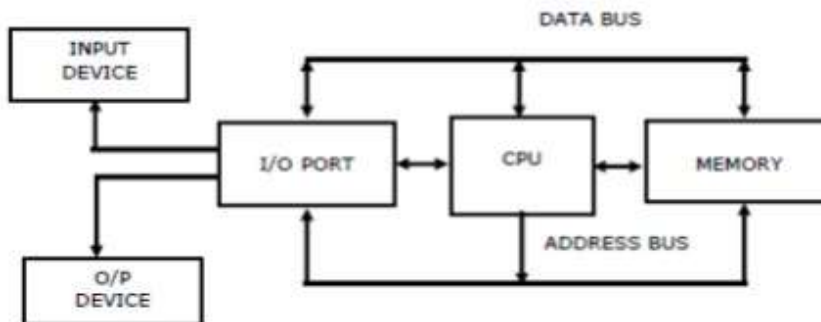 DATA BUS
INPUT
DEVICE
I/O PORT
CPU
MEMORY
ADDRESS BUS
O/P
DEVICE